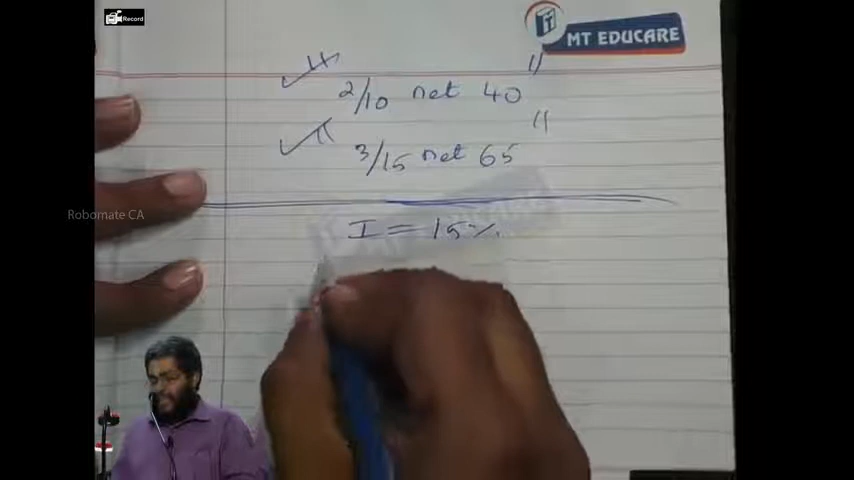 Record
MT EDUCARE
2/10 net 40
3/15 net 65
Robomate CA
I = 15%